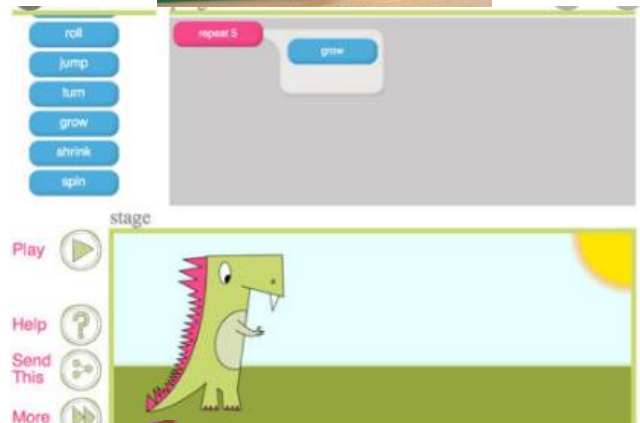 roll
repeat 5
grow
jump
turn
grow
shrink
spin
stage
Play
Help
Send
This
More